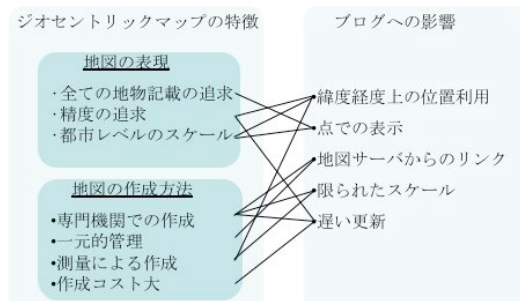 ジオセントリックマップの特徴
地図の表現
・全ての地物記載の追求
・精度の追求
・都市レベルのスケール
地図の作成方法
•専門機関での作成
•一元的管理
•測量による作成
•作成コスト大
ブログへの影響
•緯度経度上の位置利用
•点での表示
•地図サーバからのリンク
•限られたスケール
•遅い更新